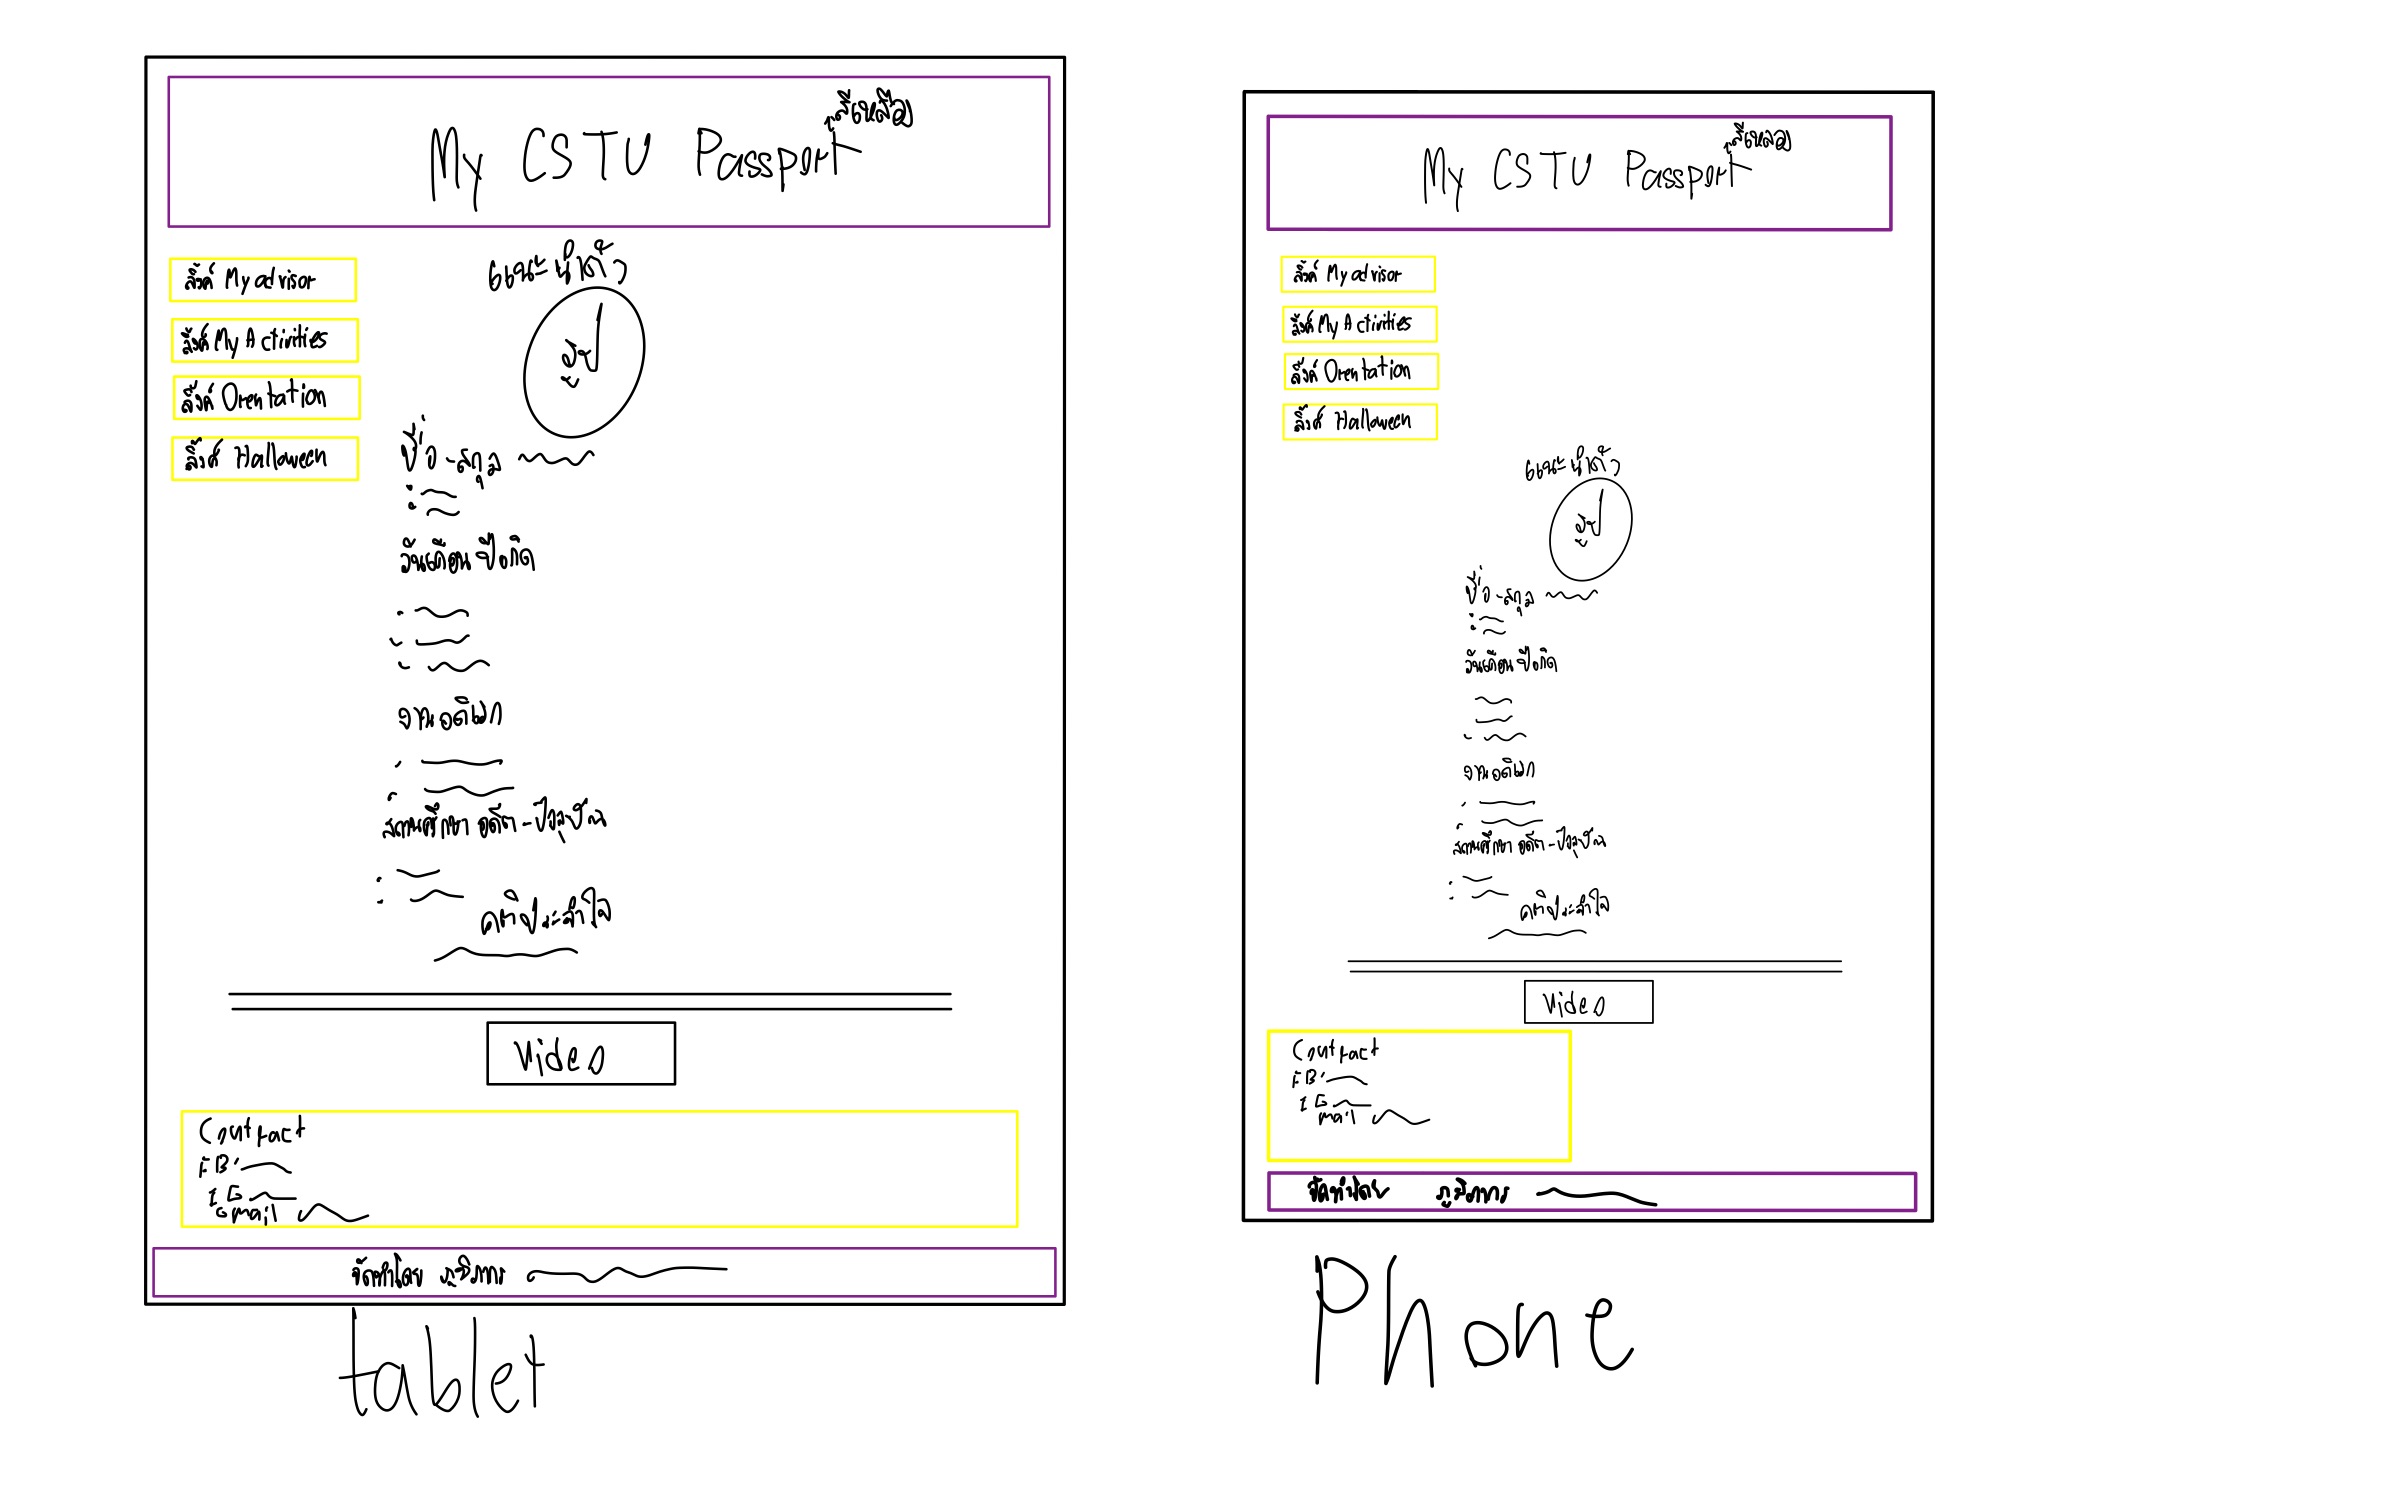 My CSTU Passport สีเหลือง
ลิ้งค์ My advisor
ลิ้งค์ My Activities
ลิ้งค์ Orentation
ลิ้งค์ Halloween
แนะนำตัว
รูป
ชื่อ-สกุล
วันเดือนปีเกิด
งานอดิเรก
สถานศึกษา อดีต-ปัจจุบัน
คติประจำใจ
Video
Contract
FB:
IG
Gmail
จัดทำโดย ภูริภากร
tablet
My CSTU Passport สีเหลือง
ลิ้งค์ My advisor
ลิ้งค์ My Activities
ลิ้งค์ Orentation
ลิ้งค์ Halloween
แนะนำตัว
รูป
ชื่อ-สกุล
วันเดือนปีเกิด
งานอดิเรก
สถานศึกษา อดีต-ปัจจุบัน
คติประจำใจ
Video
Contract
FB:
IG
mail
จัดทำโดย
Phone